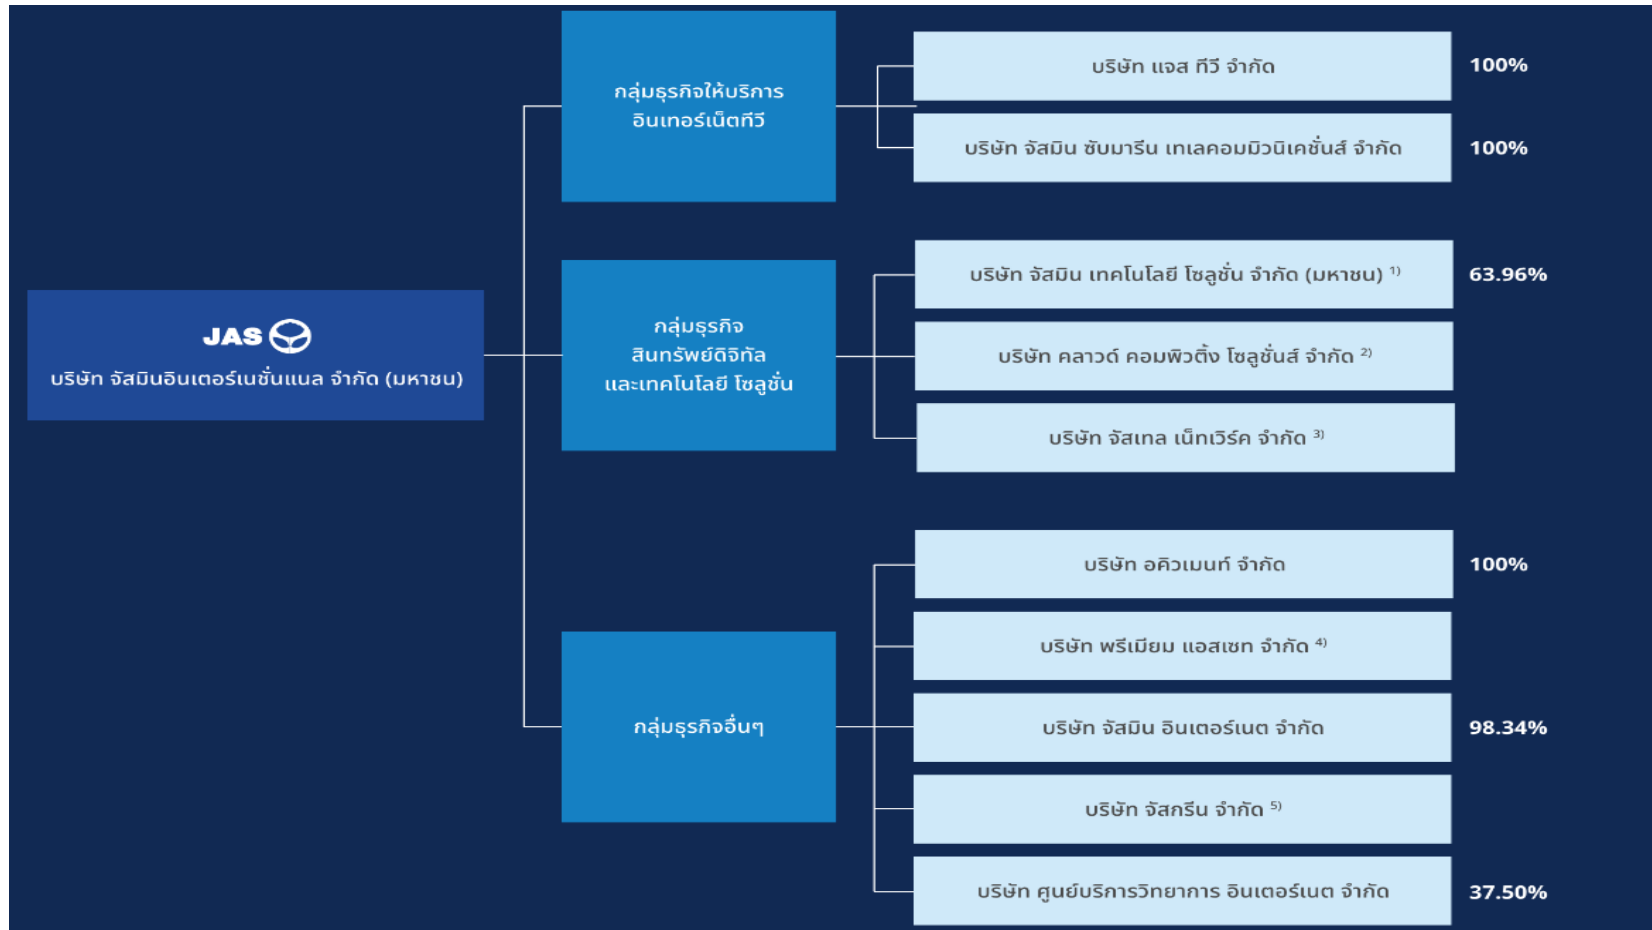 JAS
บริษัท จัสมินอินเตอร์เนชั่นแนล จำกัด (มหาชน)
กลุ่มธุรกิจให้บริการ
อินเทอร์เน็ตทีวี
บริษัท แจส ทีวี จำกัด 100%
บริษัท จัสมิน ซับมารีน เทเลคอมมิวนิเคชั่นส์ จำกัด 100%
กลุ่มธุรกิจ
สินทรัพย์ดิจิทัล
และเทคโนโลยี โซลูชั่น
บริษัท จัสมิน เทคโนโลยี โซลูชั่น จำกัด (มหาชน) 1) 63.96%
บริษัท คลาวด์ คอมพิวติ้ง โซลูชั่นส์ จำกัด 2)
บริษัท จัสเทล เน็ทเวิร์ค จำกัด 3)
กลุ่มธุรกิจอื่นๆ
บริษัท อคิวเมนท์ จำกัด 100%
บริษัท พรีเมียม แอสเซท จำกัด 4)
บริษัท จัสมิน อินเตอร์เนต จำกัด 98.34%
บริษัท จัสกรีน จำกัด 5)
บริษัท ศูนย์บริการวิทยาการ อินเตอร์เนต จำกัด 37.50%